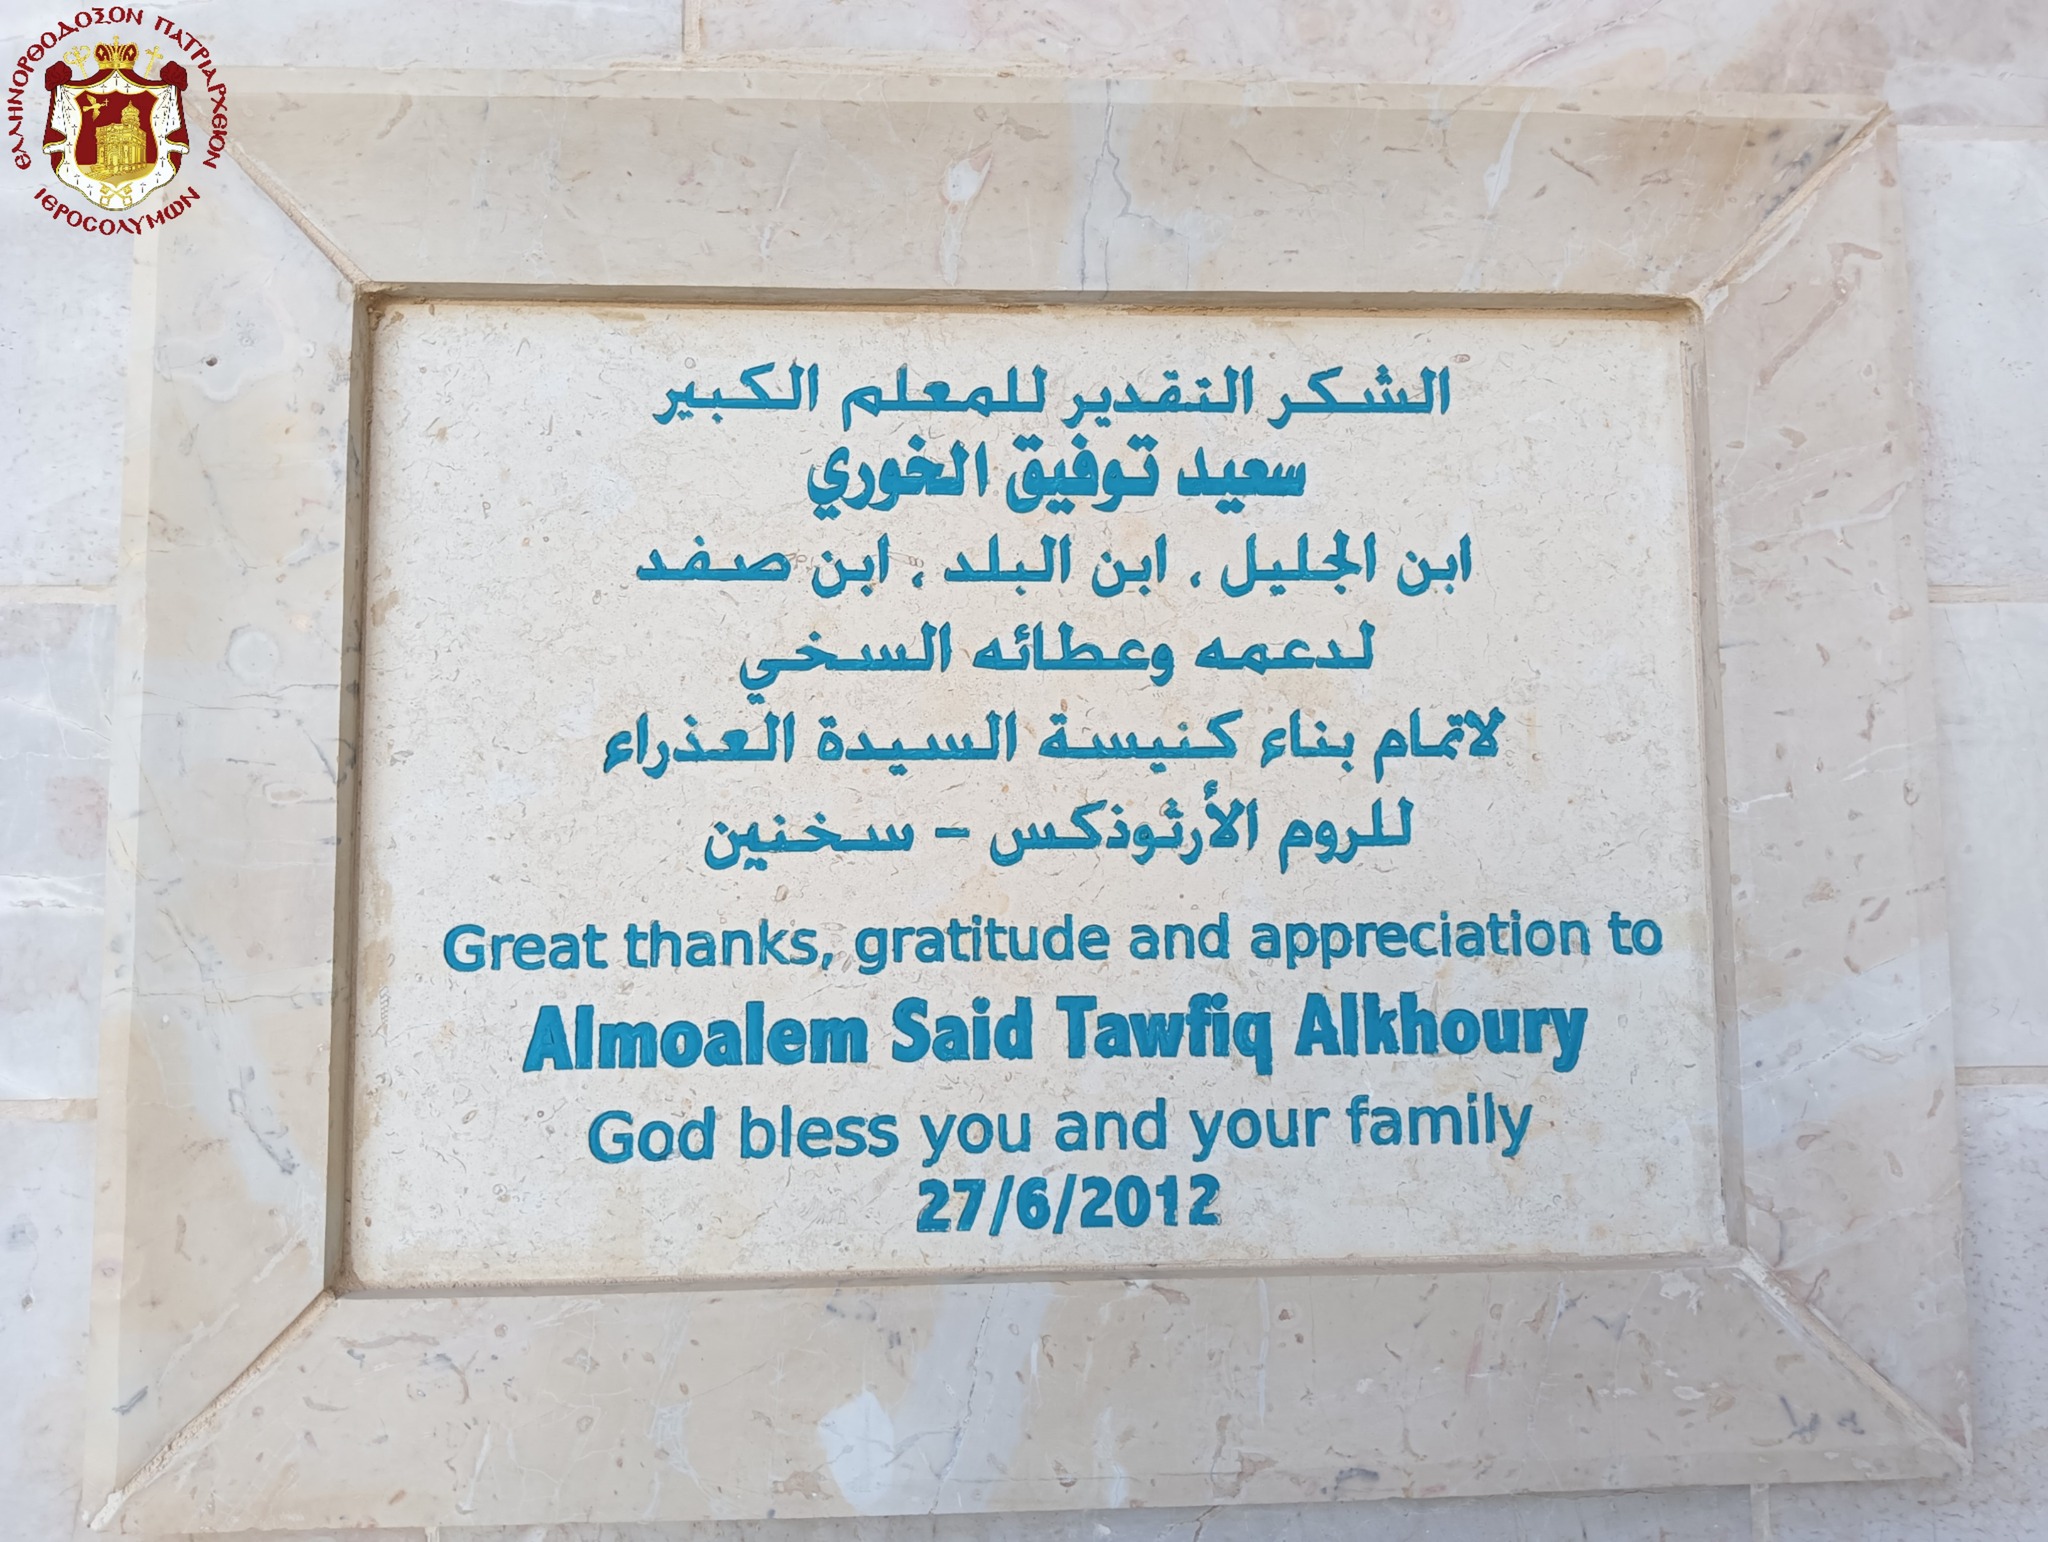 ΕΛΛΗΝΟΡΘΟΔΟΞΟΝ ΠΑΤΡΙΑΡΧΕΙΟΝ
ΙΕΡΟΣΟΛΥΜΩΝ
الشكر التقدير للمعلم الكبير
سعيد توفيق الخوري
ابن الجليل ، ابن البلد ، ابن صفد
لدعمه وعطائه السخي
لاتمام بناء كنيسة السيدة العذراء
للروم الأرثوذكس - سخنين
Great thanks, gratitude and appreciation to
Almoalem Said Tawfiq Alkhoury
God bless you and your family
27/6/2012